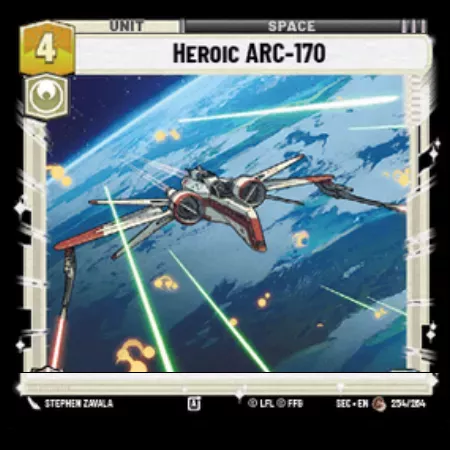 UNIT
SPACE
4
HEROIC ARC-170
STEPHEN ZAVALA
A
© LFL © FFG
SEC • EN
254/264